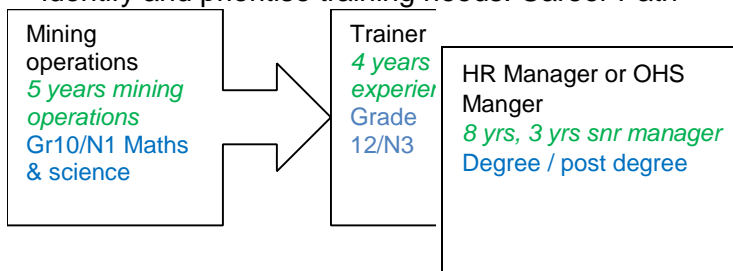 Identify and prioritise training needs. Career Path
Mining
operations
5 years mining
operations
Gr10/N1 Maths
& science
Trainer
4 years
Grade
12/N3
HR Manager or OHS
Manger
8 yrs, 3 yrs snr manager
Degree / post degree